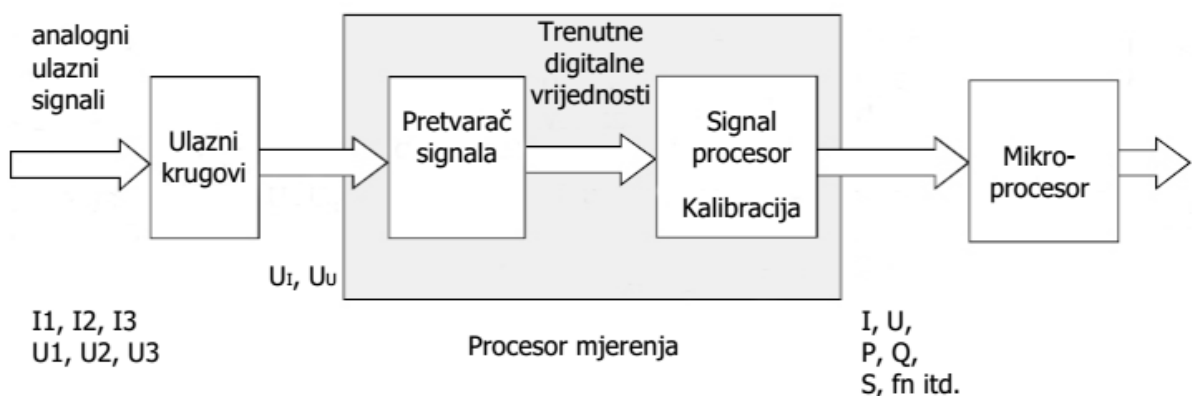 analogni
ulazni
signali
Ulazni
krugovi
Trenutne
digitalne
vrijednosti
Pretvarač
signala
Signal
procesor
Kalibracija
Mikro-
procesor
UI, UU
I1, I2, I3
U1, U2, U3
Procesor mjerenja
I, U,
P, Q,
S, fn itd.